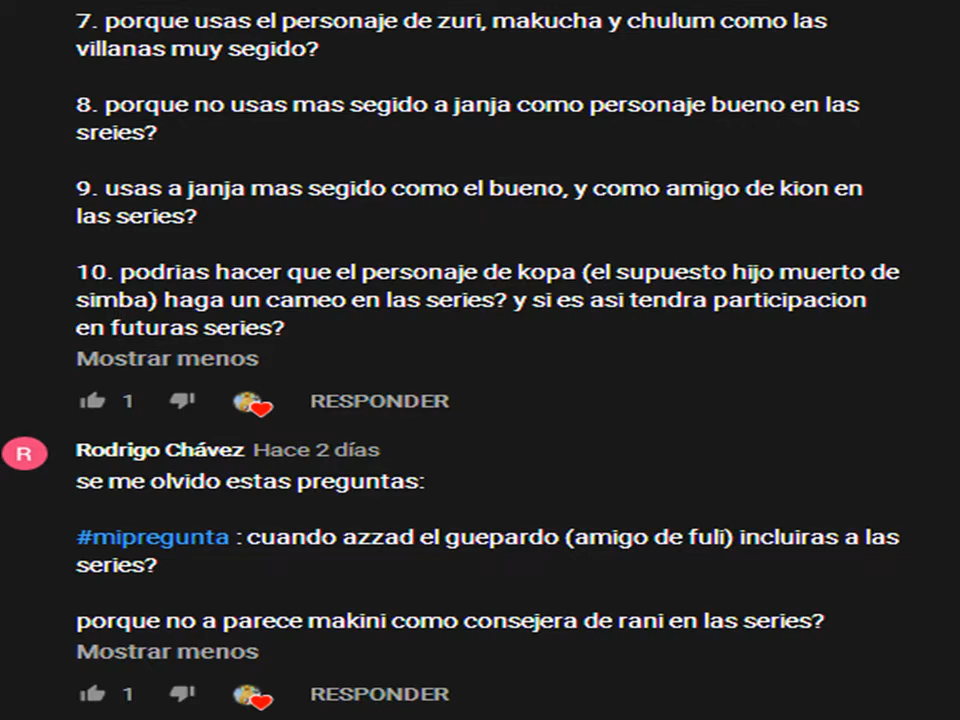 7. porque usas el personaje de zuri, makucha y chulum como las
villanas muy segido?
8. porque no usas mas segido a janja como personaje bueno en las
sreies?
9. usas a janja mas segido como el bueno, y como amigo de kion en
las series?
10. podrias hacer que el personaje de kopa (el supuesto hijo muerto de
simba) haga un cameo en las series? y si es asi tendra participacion
en futuras series?
Mostrar menos
1 RESPONDER
R Rodrigo Chávez Hace 2 días
se me olvido estas preguntas:
#mipregunta : cuando azzad el guepardo (amigo de fuli) incluiras a las
series?
porque no a parece makini como consejera de rani en las series?
Mostrar menos
1 RESPONDER